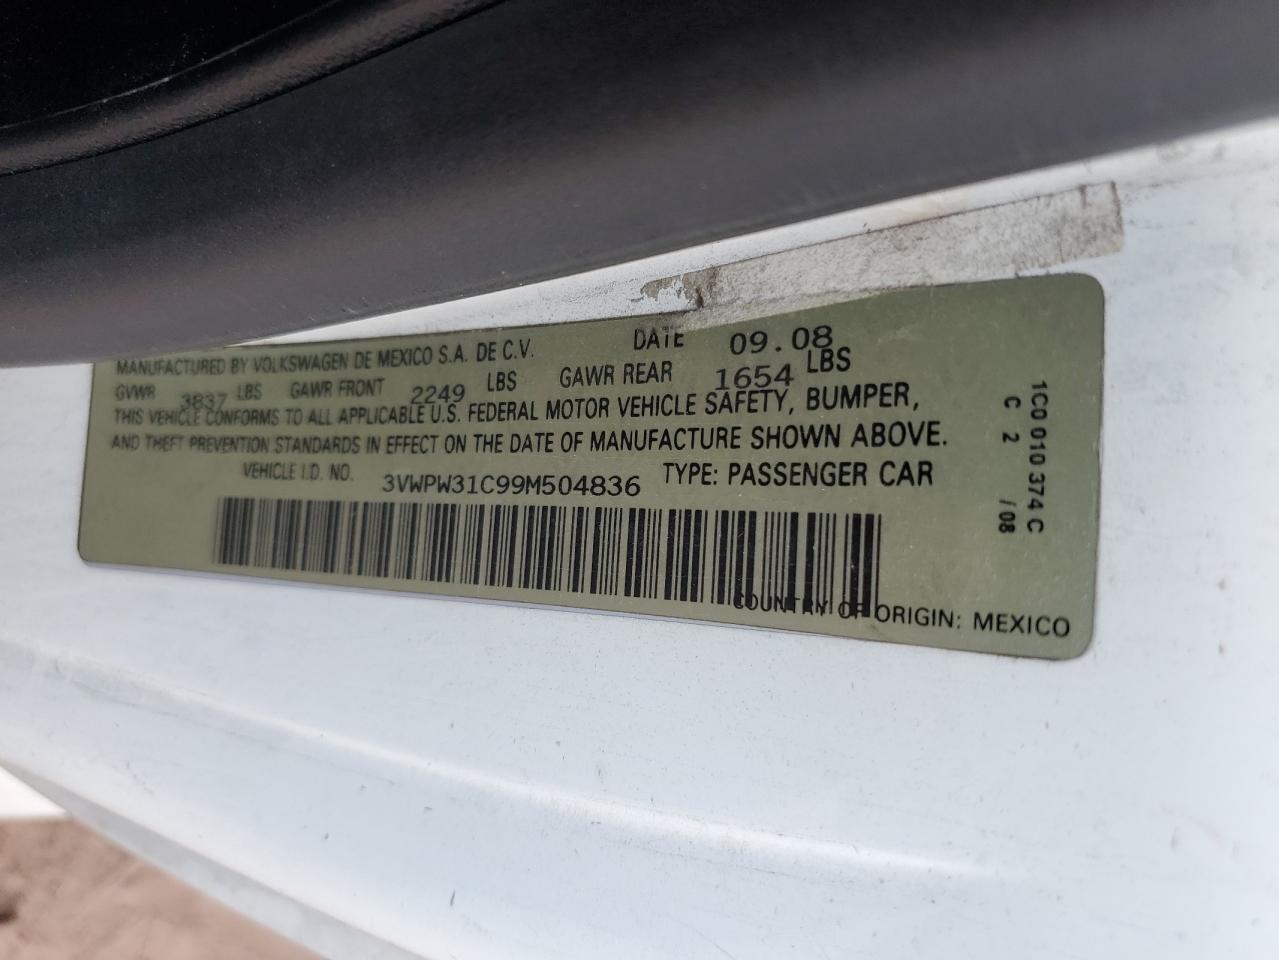 MANUFACTURED BY VOLKSWAGEN DE MEXICO S.A. DE C.V. DATE 09.08
GVWR 3837 LBS GAWR FRONT 2249 LBS GAWR REAR 1654 LBS
THIS VEHICLE CONFORMS TO ALL APPLICABLE U.S. FEDERAL MOTOR VEHICLE SAFETY, BUMPER,
AND THEFT PREVENTION STANDARDS IN EFFECT ON THE DATE OF MANUFACTURE SHOWN ABOVE.
VEHICLE I.D. NO. 3VWPW31C99M504836 TYPE: PASSENGER CAR
COUNTRY OF ORIGIN: MEXICO
1C0 010 374 C
C 2 / 08